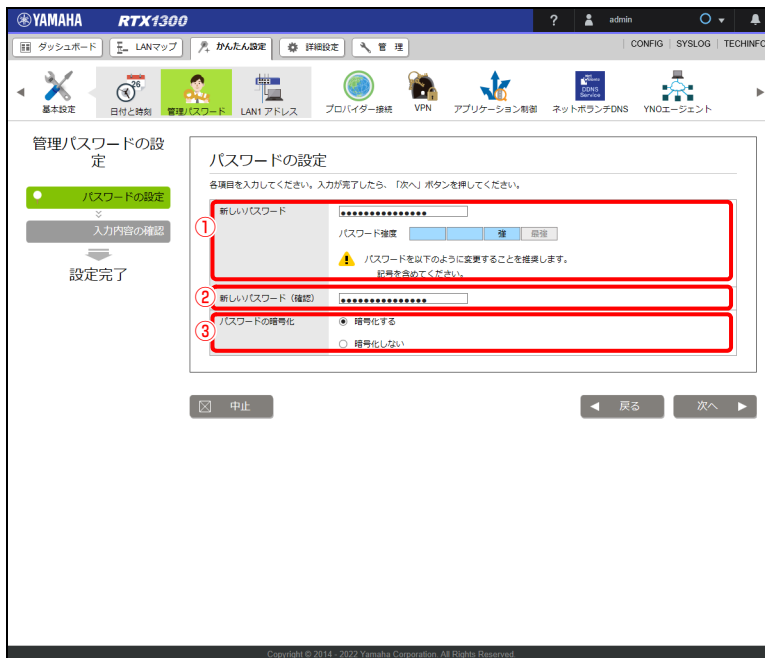 YAMAHA RTX1300 ? admin
ダッシュボード LANマップ かんたん設定 詳細設定 管 理 CONFIG SYSLOG TECHINFO
基本設定 日付と時刻 管理パスワード LAN1 アドレス プロバイダー接続 VPN アプリケーション制御 ネットボランチDNS YNOエージェント
管理パスワードの設
定
パスワードの設定
入力内容の確認
設定完了
パスワードの設定
各項目を入力してください。入力が完了したら、「次へ」ボタンを押してください。
① 新しいパスワード
パスワード強度 強 最強
パスワードを以下のように変更することを推奨します。
記号を含めてください。
② 新しいパスワード（確認）
③ パスワードの暗号化 暗号化する
暗号化しない
中止 戻る 次へ
Copyright © 2014 - 2022 Yamaha Corporation. All Rights Reserved.